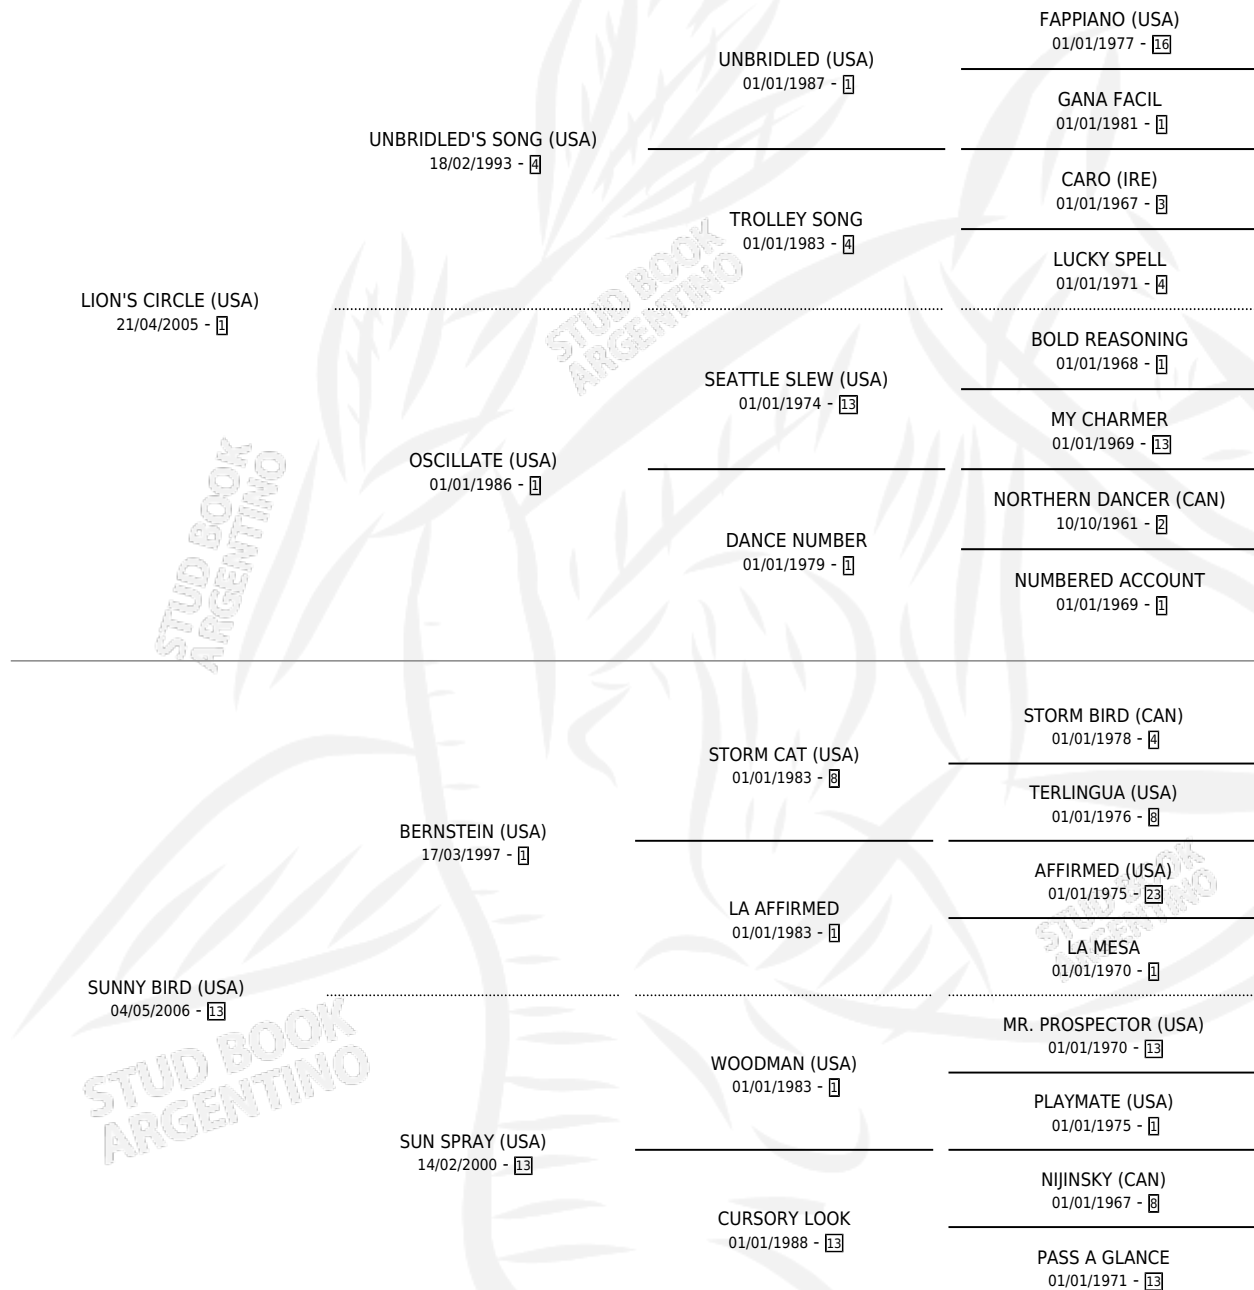 FAPPIANO (USA)
01/01/1977 - 16
UNBRIDLED (USA)
01/01/1987 - 1
GANA FACIL
01/01/1981 - 1
UNBRIDLED'S SONG (USA)
18/02/1993 - 4
CARO (IRE)
01/01/1967 - 3
TROLLEY SONG
01/01/1983 - 4
LUCKY SPELL
01/01/1971 - 4
LION'S CIRCLE (USA)
21/04/2005 - 1
BOLD REASONING
01/01/1968 - 1
SEATTLE SLEW (USA)
01/01/1974 - 13
MY CHARMER
01/01/1969 - 13
OSCILLATE (USA)
01/01/1986 - 1
NORTHERN DANCER (CAN)
10/10/1961 - 2
DANCE NUMBER
01/01/1979 - 1
NUMBERED ACCOUNT
01/01/1969 - 1
STORM BIRD (CAN)
01/01/1978 - 4
STORM CAT (USA)
01/01/1983 - 8
TERLINGUA (USA)
01/01/1976 - 8
BERNSTEIN (USA)
17/03/1997 - 1
AFFIRMED (USA)
01/01/1975 - 23
LA AFFIRMED
01/01/1983 - 1
LA MESA
01/01/1970 - 1
SUNNY BIRD (USA)
04/05/2006 - 13
MR. PROSPECTOR (USA)
01/01/1970 - 13
WOODMAN (USA)
01/01/1983 - 1
PLAYMATE (USA)
01/01/1975 - 1
SUN SPRAY (USA)
14/02/2000 - 13
NIJINSKY (CAN)
01/01/1967 - 8
CURSORY LOOK
01/01/1988 - 13
PASS A GLANCE
01/01/1971 - 13
STUD BOOK
ARGENTINO
STUD BOOK
ARGENTINO
STUD BOOK
ARGENTINO
STUD BOOK
ARGENTINO